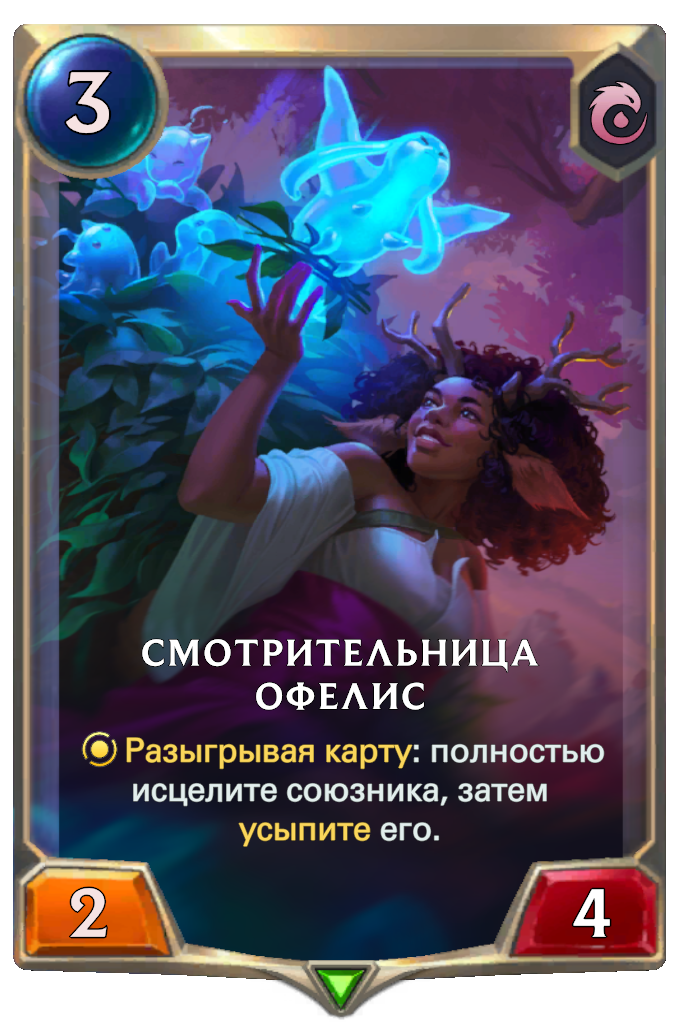 3
СМОТРИТЕЛЬНИЦА
ОФЕЛИС
Разыгрывая карту: полностью
исцелите союзника, затем
усыпите его.
2
4